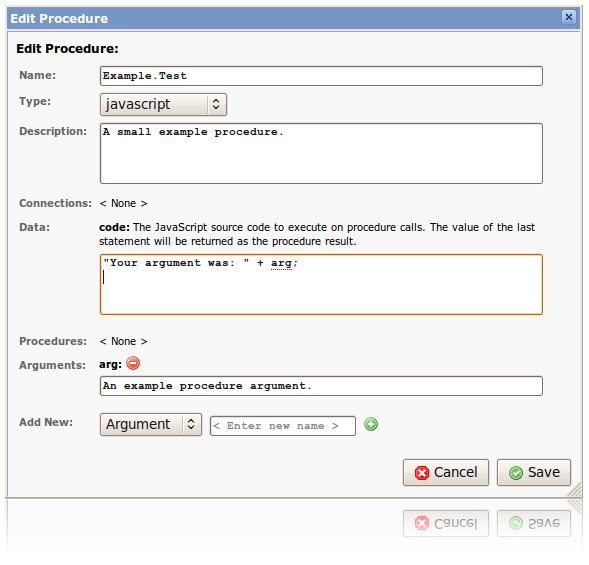 Edit Procedure
Edit Procedure:
Name: Example.Test
Type: javascript
Description: A small example procedure.
Connections: < None >
Data: code: The JavaScript source code to execute on procedure calls. The value of the last
statement will be returned as the procedure result.
"Your argument was: " + arg;
Procedures: < None >
Arguments: arg:
An example procedure argument.
Add New: Argument < Enter new name >
Cancel Save
Cancel Save